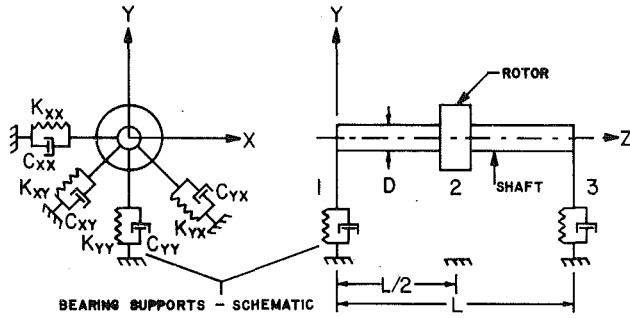 Y
Y
ROTOR
KXX
X
Z
CXX
KXY
CXY
CYX
KYX
KYY
CYY
1
D
2
SHAFT
3
L/2
L
BEARING SUPPORTS - SCHEMATIC